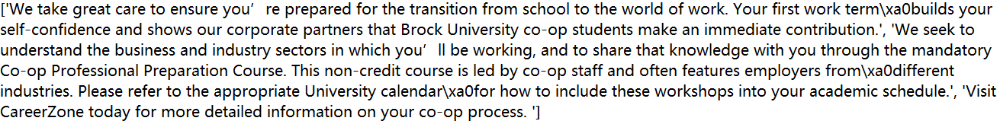 ['We take great care to ensure you’re prepared for the transition from school to the world of work. Your first work term\xa0builds your
self-confidence and shows our corporate partners that Brock University co-op students make an immediate contribution.', 'We seek to
understand the business and industry sectors in which you’ll be working, and to share that knowledge with you through the mandatory
Co-op Professional Preparation Course. This non-credit course is led by co-op staff and often features employers from\xa0different
industries. Please refer to the appropriate University calendar\xa0for how to include these workshops into your academic schedule.', 'Visit
CareerZone today for more detailed information on your co-op process. ']